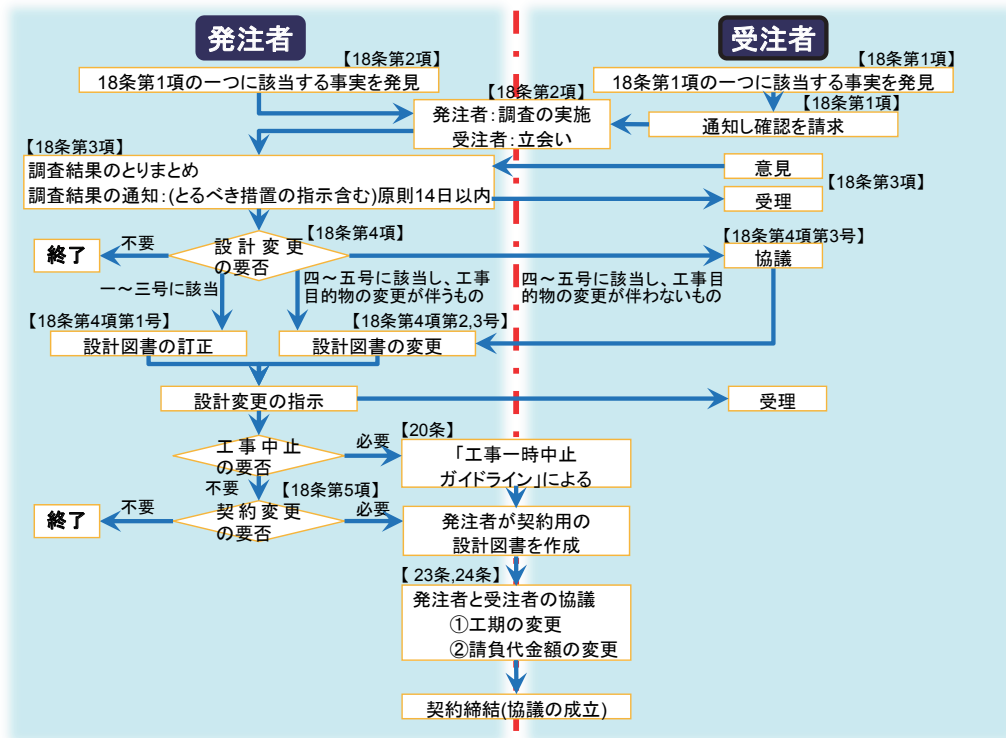 発注者
受注者
【18条第2項】
18条第1項の一つに該当する事実を発見
【18条第1項】
18条第1項の一つに該当する事実を発見
【18条第2項】
発注者：調査の実施
受注者：立会い
【18条第1項】
通知し確認を請求
【18条第3項】
調査結果のとりまとめ
調査結果の通知：(とるべき措置の指示含む)原則14日以内
意見
【18条第3項】
受理
【18条第4項】
設計変更
の要否
不要
終了
【18条第4項第3号】
協議
一～三号に該当
四～五号に該当し、工事
目的物の変更が伴うもの
四～五号に該当し、工事目
的物の変更が伴わないもの
【18条第4項第1号】
設計図書の訂正
【18条第4項第2,3号】
設計図書の変更
設計変更の指示
受理
工事中止
の要否
必要
【20条】
「工事一時中止
ガイドライン」による
不要
【18条第5項】
契約変更
の要否
不要
終了
必要
発注者が契約用の
設計図書を作成
【 23条,24条】
発注者と受注者の協議
①工期の変更
②請負代金額の変更
契約締結(協議の成立)